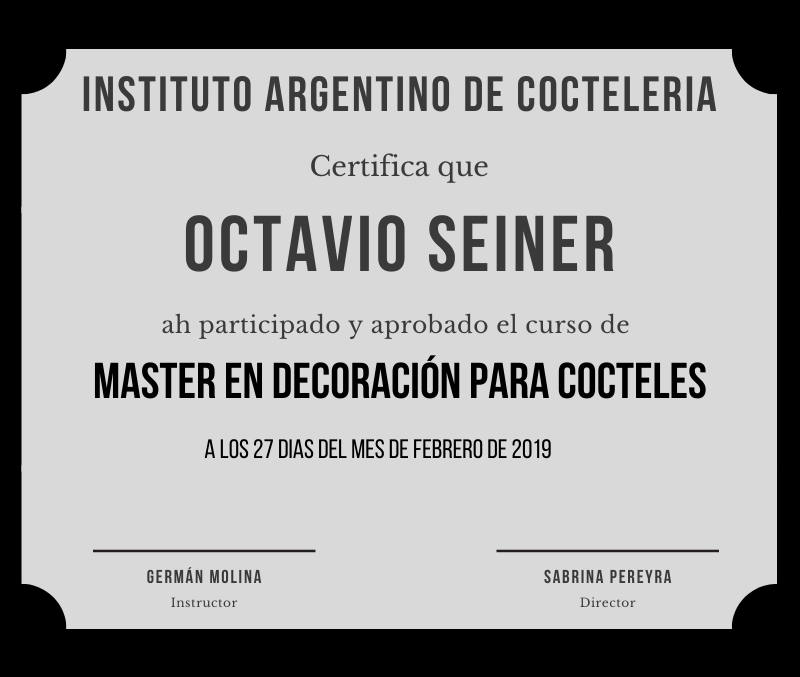 INSTITUTO ARGENTINO DE COCTELERIA
Certifica que
OCTAVIO SEINER
ah participado y aprobado el curso de
MASTER EN DECORACIÓN PARA COCTELES
A LOS 27 DIAS DEL MES DE FEBRERO DE 2019
GERMÁN MOLINA
Instructor
SABRINA PEREYRA
Director